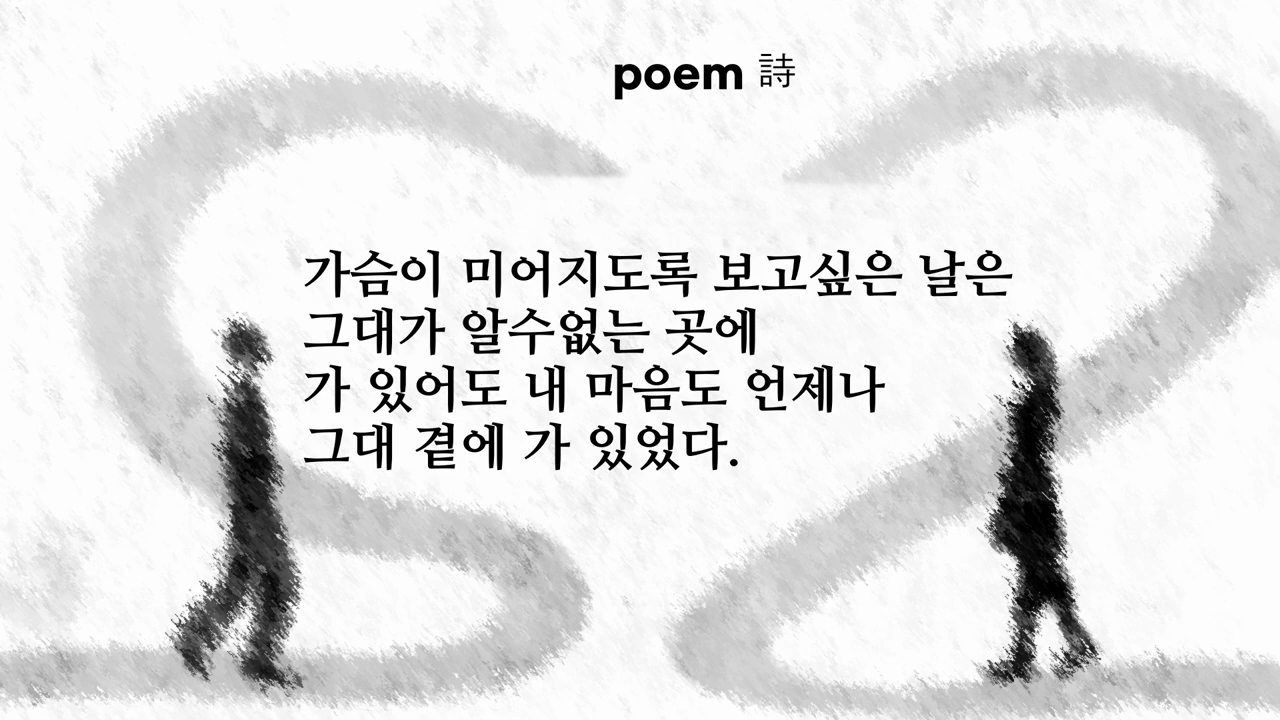 poem 詩
가슴이 미어지도록 보고싶은 날은
그대가 알수없는 곳에
가 있어도 내 마음도 언제나
그대 곁에 가 있었다.